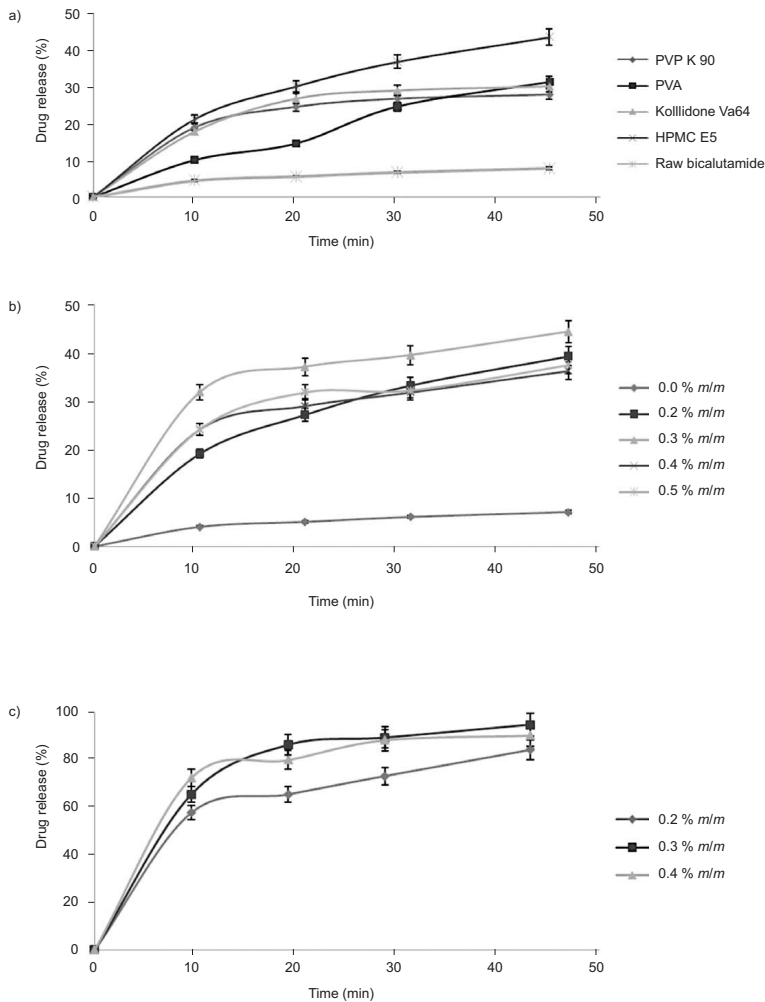 a)
50
40
30
20
10
0
Drug release (%)
0 10 20 30 40 50
Time (min)
PVP K 90
PVA
Kolllidone Va64
HPMC E5
Raw bicalutamide
b)
50
40
30
20
10
0
Drug release (%)
0 10 20 30 40 50
Time (min)
0.0 % m/m
0.2 % m/m
0.3 % m/m
0.4 % m/m
0.5 % m/m
c)
100
80
60
40
20
0
Drug release (%)
0 10 20 30 40 50
Time (min)
0.2 % m/m
0.3 % m/m
0.4 % m/m